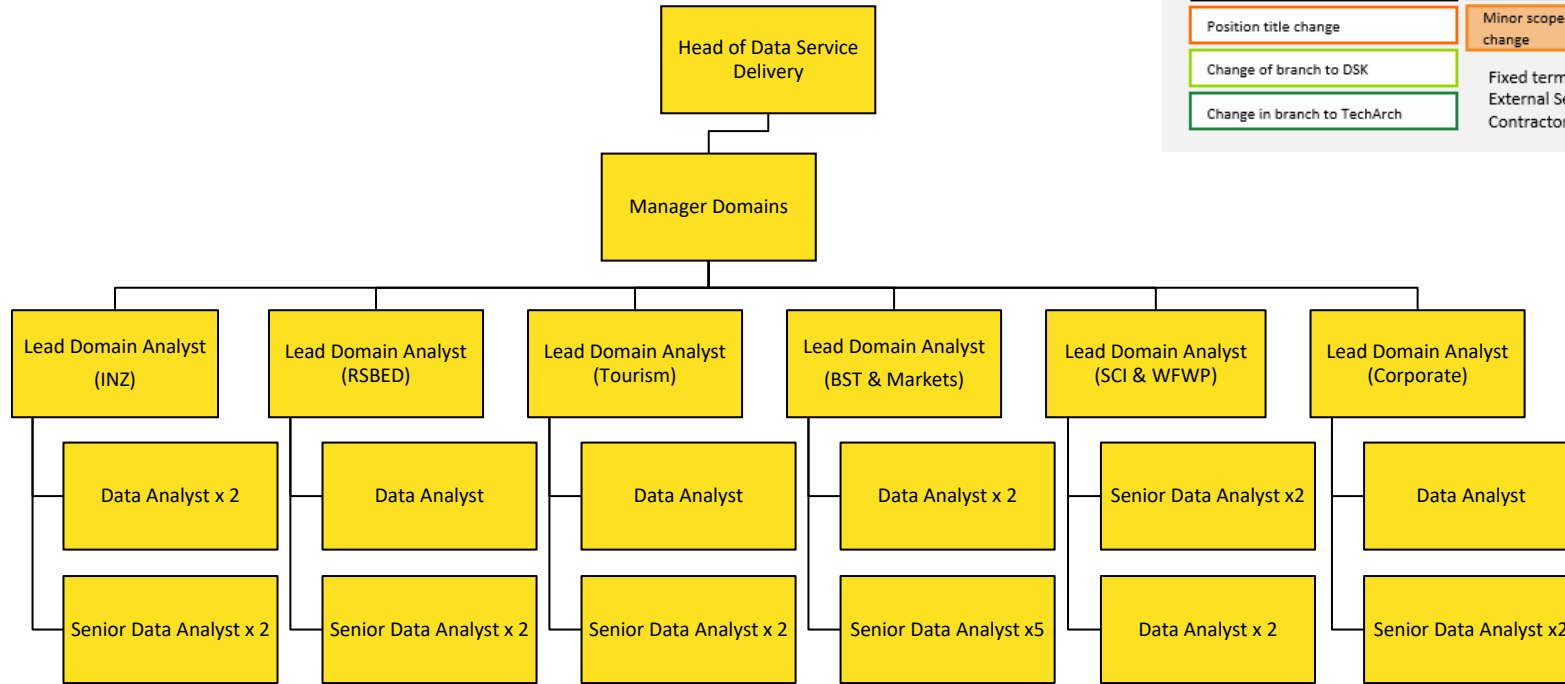 Position title change
Minor scope
change
Change of branch to DSK
Change in branch to TechArch
Fixed term
External
Contractor
Head of Data Service
Delivery
Manager Domains
Lead Domain Analyst
(INZ)
Lead Domain Analyst
(RSBED)
Lead Domain Analyst
(Tourism)
Lead Domain Analyst
(BST & Markets)
Lead Domain Analyst
(SCI & WFWP)
Lead Domain Analyst
(Corporate)
Data Analyst x 2
Data Analyst
Data Analyst
Data Analyst x 2
Senior Data Analyst x2
Data Analyst
Senior Data Analyst x 2
Senior Data Analyst x 2
Senior Data Analyst x 2
Senior Data Analyst x5
Data Analyst x 2
Senior Data Analyst x2